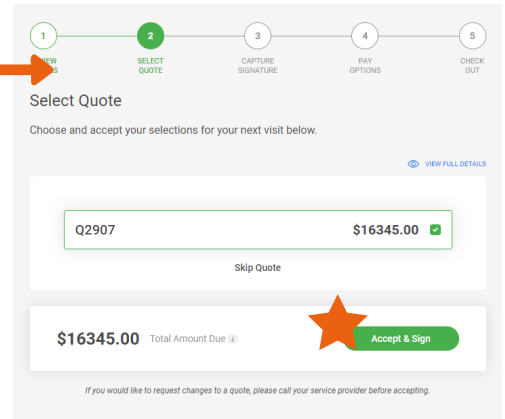 1 2 3 4 5
SELECT CAPTURE PAY CHECK
QUOTE SIGNATURE OPTIONS OUT
Select Quote
Choose and accept your selections for your next visit below.
VIEW FULL DETAILS
Q2907 $16345.00
Skip Quote
$16345.00 Total Amount Due i Accept & Sign
If you would like to request changes to a quote, please call your service provider before accepting.